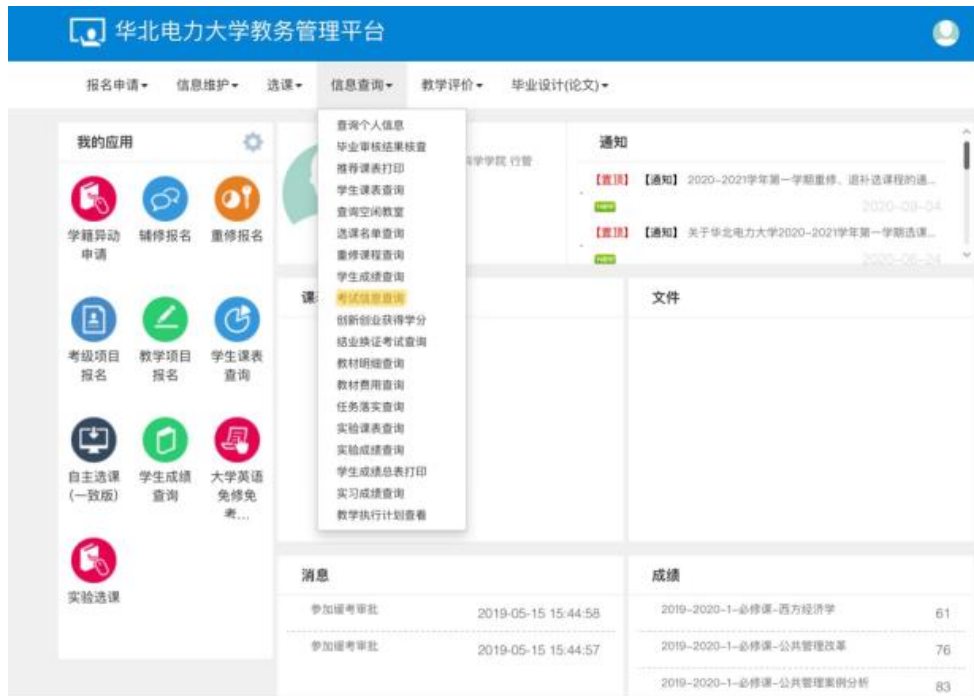 华北电力大学教务管理平台
报名申请 信息维护 选课 信息查询 教学评价 毕业设计(论文)
我的应用
学籍异动申请
辅修报名
重修报名
考级项目报名
教学项目报名
学生课表查询
自主选课(一致版)
学生成绩查询
大学英语免修免考...
实验选课
查询个人信息
毕业审核结果核查
推荐课表打印
学生课表查询
查询空闲教室
选课名单查询
重修课程查询
学生成绩查询
考试信息查询
创新创业获得学分
结业换证考试查询
教材明细查询
教材费用查询
任务落实查询
实验课表查询
实验成绩查询
学生成绩总表打印
实习成绩查询
教学执行计划查看
学学院 行管
通知
【置顶】【通知】2020-2021学年第一学期重修、退补选课程的通...
NEW 2020-09-04
【置顶】【通知】关于华北电力大学2020-2021学年第一学期选课...
NEW 2020-06-24
课
文件
消息
参加缓考审批 2019-05-15 15:44:58
参加缓考审批 2019-05-15 15:44:57
成绩
2019-2020-1-必修课-西方经济学 61
2019-2020-1-必修课-公共管理改革 76
2019-2020-1-必修课-公共管理案例分析 83